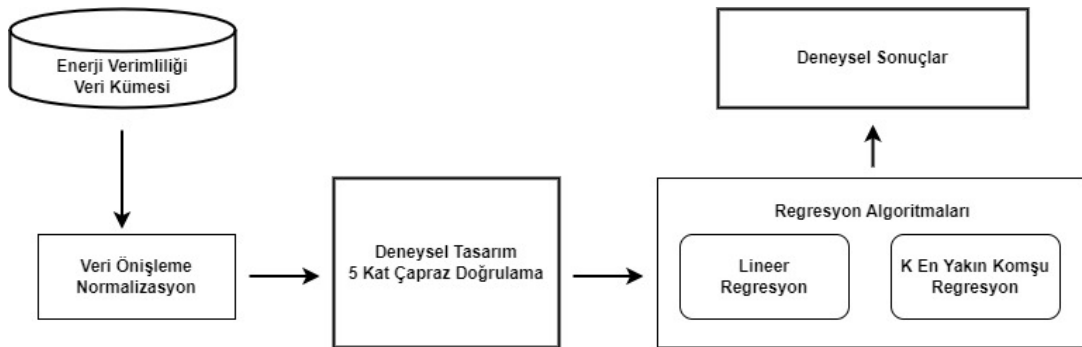 Enerji Verimliliği
Veri Kümesi
Veri Önişleme
Normalizasyon
Deneysel Tasarım
5 Kat Çapraz Doğrulama
Regresyon Algoritmaları
Lineer
Regresyon
K En Yakın Komşu
Regresyon
Deneysel Sonuçlar